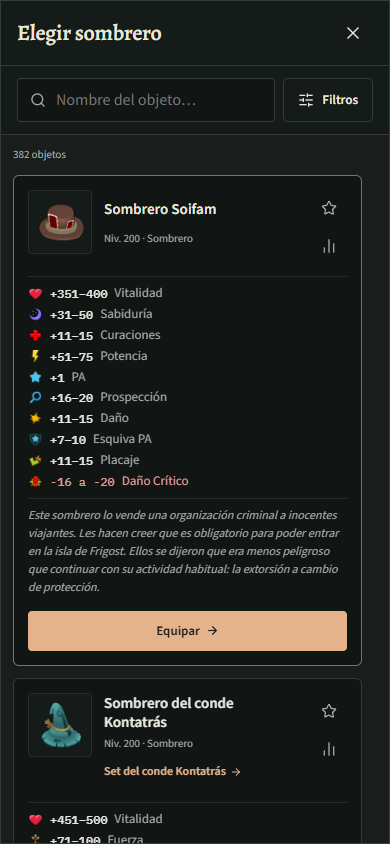 Elegir sombrero
Nombre del objeto…
Filtros
382 objetos
Sombrero Soifam
Niv. 200 · Sombrero
+351–400 Vitalidad
+31–50 Sabiduría
+11–15 Curaciones
+51–75 Potencia
+1 PA
+16–20 Prospección
+11–15 Daño
+7–10 Esquiva PA
+11–15 Placaje
-16 a -20 Daño Crítico
Este sombrero lo vende una organización criminal a inocentes
viajantes. Les hacen creer que es obligatorio para poder entrar
en la isla de Frigost. Ellos se dijeron que era menos peligroso
que continuar con su actividad habitual: la extorsión a cambio
de protección.
Equipar →
Sombrero del conde
Kontatrás
Niv. 200 · Sombrero
Set del conde Kontatrás →
+451–500 Vitalidad
+71–100 Fuerza